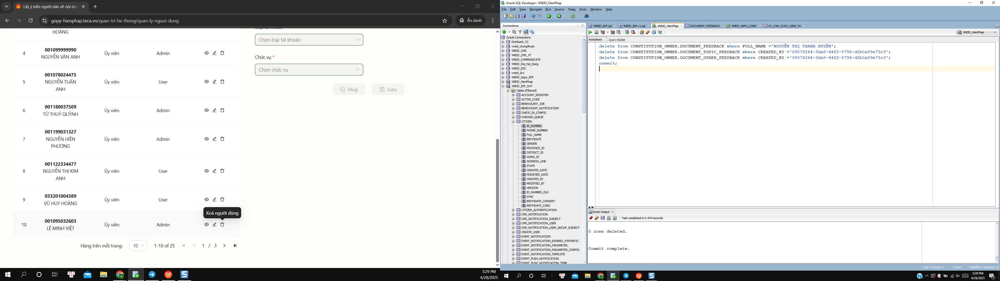 Lấy ý kiến người dân về nội dun
gopy-hienphap.teca.vn/quan-tri-he-thong/quan-ly-nguoi-dung
Ẩn danh
HOÀNG
4
001099999990
NGUYỄN VĂN ANH
Ủy viên
Admin
5
001078024475
NGUYỄN TUẤN
ANH
Ủy viên
User
6
001180037509
TỪ THUÝ QUỲNH
Ủy viên
Admin
7
001199031327
NGUYỄN HIỀN
PHƯƠNG
Ủy viên
Admin
8
001122334477
NGUYỄN THỊ KIM
ANH
Ủy viên
User
9
033201004389
VŨ HUY HOÀNG
Ủy viên
User
Xoá người dùng
10
001095032603
LÊ MINH VIỆT
Ủy viên
Admin
Hàng trên mỗi trang:
10
1-10 of 25
1 / 3
Loại tài khoản
Chọn loại tài khoản
Chức vụ *
Chọn chức vụ
Huỷ
Lưu
3:29 PM
4/28/2025
Oracle SQL Developer : VNEID_HienPhap
File Edit View Navigate Run Source Team Tools Window Help
Connections
Oracle Connections
DinhDanh_TC
vneid_chungthuso
VNEID_CMS
VNEID_CMS_VT
VNEID_COMMUNICATE
VNEID_Dai_Hoi_Dang
VNEID_DSC
vneid_dvc
VNEID_Gopy_BTP
VNEID_HienPhap
VNEID_IDP_OUT
Tables (Filtered)
ACCOUNT_REGISTER
ACTIVE_CODE
BENEVOLENT_JOB
BENEVOLENT_NOTIFICATION
CHECK_IN_CONFIG
CHECKIN_QUEUE
CITIZEN
ID_NUMBER
PHONE_NUMBER
FULL_NAME
BIRTHDATE
GENDER
PROVINCE_ID
DISTRICT_ID
WARD_ID
ADDRESS_LINE
STATE
CREATED_DATE
MODIFIED_DATE
CREATED_BY
MODIFIED_BY
VERSION
ID_NUMBER_OLD
SYNC
BIRTHDATE_CONVERT
BIRTHDATE_CARD
CITIZEN_AUTHENTICATION
CMS_NOTIFICATION
CMS_NOTIFICATION_SUBJECT
CMS_NOTIFICATION_USER
CMS_NOTIFICATION_USER_GROUP_SUBJECT
CREATE_USER
EVENT_NOTIFICATION
EVENT_NOTIFICATION_EXPIRED_SYNTHETIC
EVENT_NOTIFICATION_PARAMETER
EVENT_NOTIFICATION_PARAMETER_CONFIG
EVENT_NOTIFICATION_TEMPLATE
EVENT_PUSH_NOTIFICATION
EVENT_PUSH_NOTIFICATION_TEMP
VNEID_IDP.sql
VNEID_IDP~1.sql
VNEID_HienPhap
DOCUMENT_FEEDBACK
VNEID_INFO_CORE
CC_CAN_CUOC_DIEN_TU
VNEID_HienPhap
Worksheet Query Builder
delete from CONSTITUTION_OWNER.DOCUMENT_FEEDBACK where FULL_NAME ='NGUYỄN THỊ THANH HUYỀN';
delete from CONSTITUTION_OWNER.DOCUMENT_TOPIC_FEEDBACK where CREATED_BY ='09078264-3da8-44f2-8796-d2b0a89e75c3';
delete from CONSTITUTION_OWNER.DOCUMENT_OTHER_FEEDBACK where CREATED_BY ='09078264-3da8-44f2-8796-d2b0a89e75c3';
commit;
Script Output
Task completed in 0.434 seconds
0 rows deleted.
Commit complete.
Line 5 Column 1 Insert Modified Windows: Cl
3:29 PM
4/28/2025